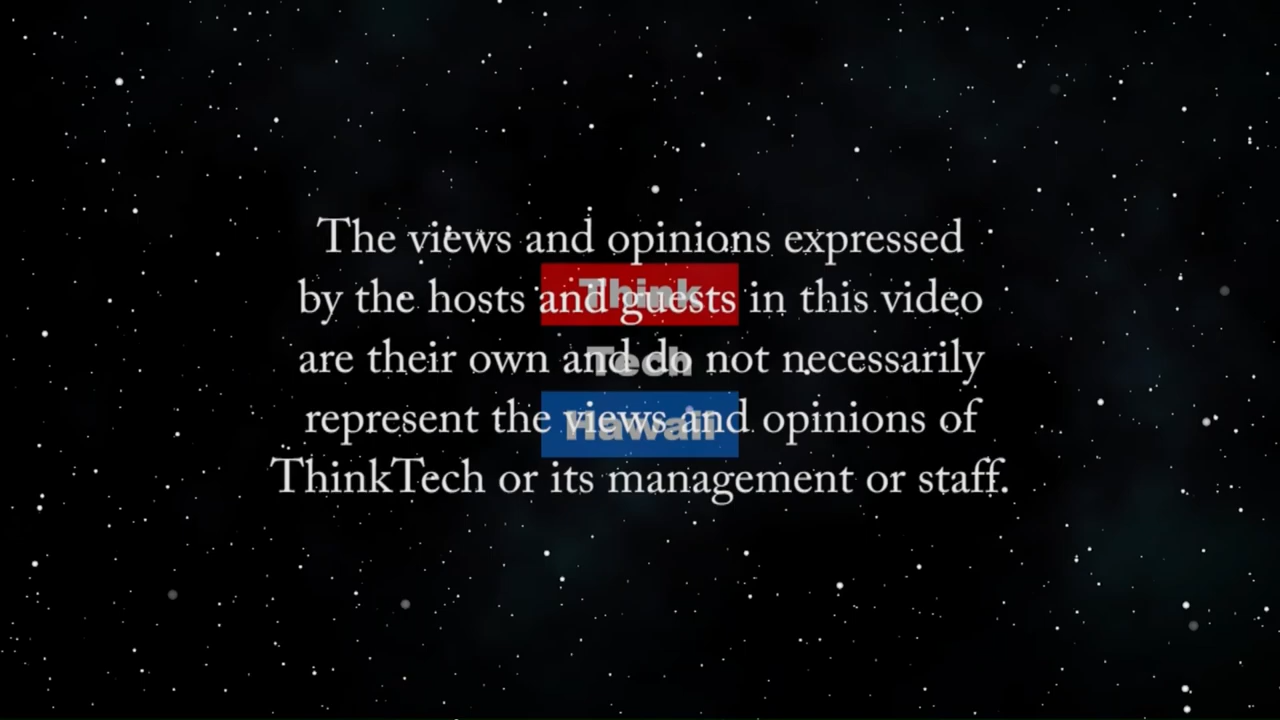 The views and opinions expressed
by the hosts and guests in this video
are their own and do not necessarily
represent the views and opinions of
ThinkTech or its management or staff.
Think
Tech
Hawaii